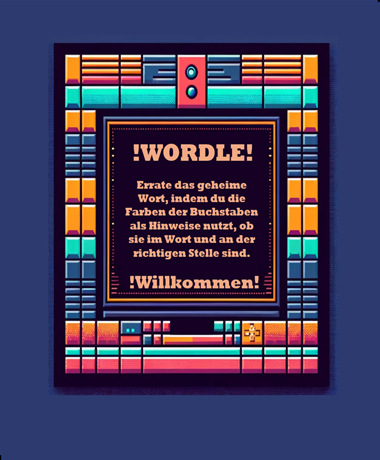 !WORDLE!
Errate das geheime
Wort, indem du die
Farben der Buchstaben
als Hinweise nutzt, ob
sie im Wort und an der
richtigen Stelle sind.
!Willkommen!